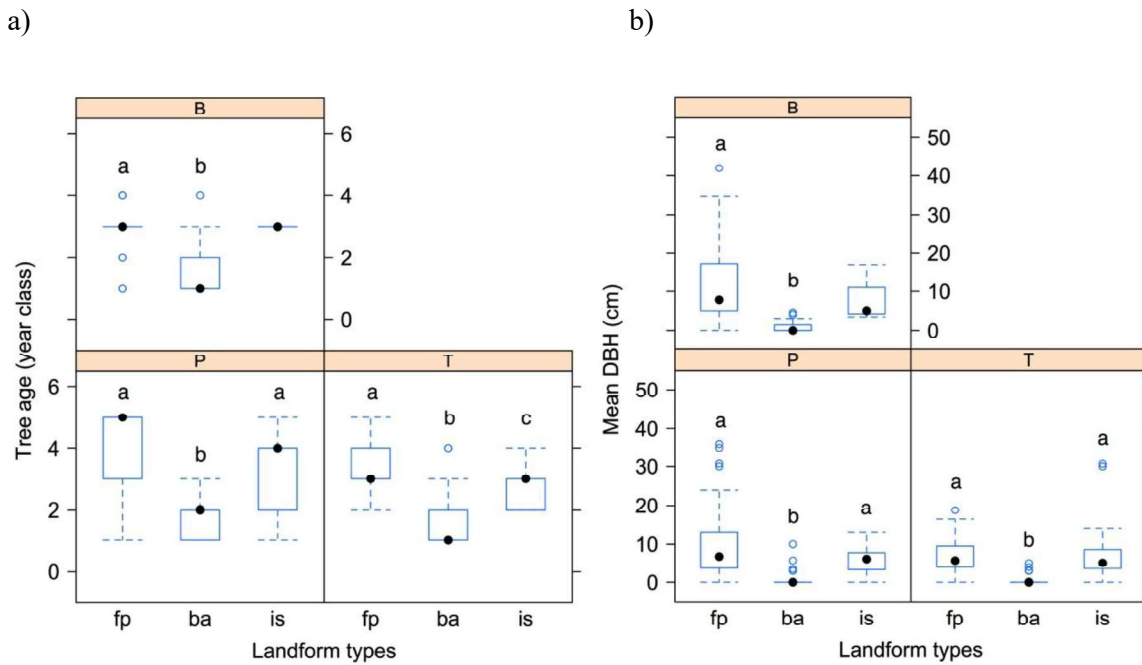 a)
b)
B
a b
6
4
2
0
P T
a b a
a b c
6
4
2
0
fp ba is fp ba is
Landform types
Tree age (year class)
B
a
b
50
40
30
20
10
0
P T
a b a
a b a
50
40
30
20
10
0
fp ba is fp ba is
Landform types
Mean DBH (cm)